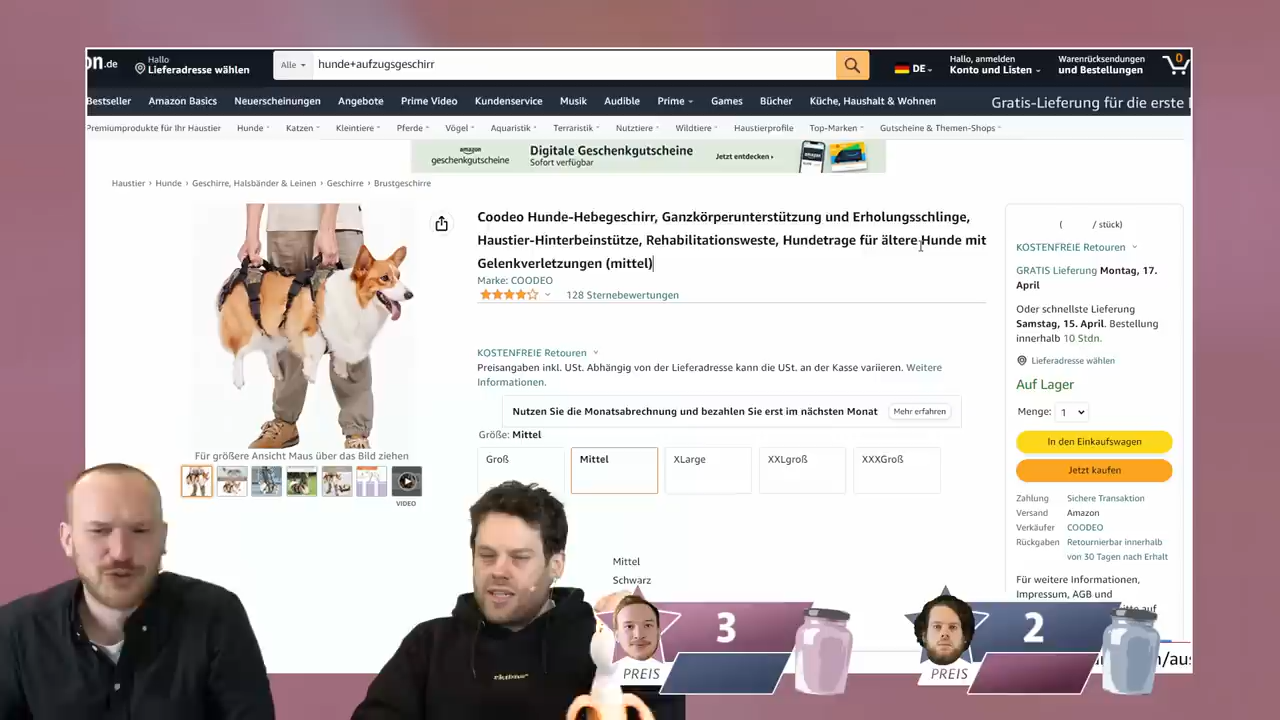 on.de
Hallo
Lieferadresse wählen
Alle
hunde+aufzugsgeschirr
DE
Hallo, anmelden
Konto und Listen
Warenrücksendungen
und Bestellungen
0
Bestseller Amazon Basics Neuerscheinungen Angebote Prime Video Kundenservice Musik Audible Prime Games Bücher Küche, Haushalt & Wohnen Gratis-Lieferung für die erste
Premiumprodukte für Ihr Haustier Hunde Katzen Kleintiere Pferde Vögel Aquaristik Terraristik Nutztiere Wildtiere Haustierprofile Top-Marken Gutscheine & Themen-Shops
amazon
geschenkgutscheine
Digitale Geschenkgutscheine
Sofort verfügbar
Jetzt entdecken ›
Haustier › Hunde › Geschirre, Halsbänder & Leinen › Geschirre › Brustgeschirre
Coodeo Hunde-Hebegeschirr, Ganzkörperunterstützung und Erholungsschlinge,
Haustier-Hinterbeinstütze, Rehabilitationsweste, Hundetrage für ältere Hunde mit
Gelenkverletzungen (mittel)
Marke: COODEO
128 Sternebewertungen
KOSTENFREIE Retouren
Preisangaben inkl. USt. Abhängig von der Lieferadresse kann die USt. an der Kasse variieren. Weitere
Informationen.
Nutzen Sie die Monatsabrechnung und bezahlen Sie erst im nächsten Monat
Mehr erfahren
Größe: Mittel
Groß
Mittel
XLarge
XXLgroß
XXXGroß
Für größere Ansicht Maus über das Bild ziehen
VIDEO
Mittel
Schwarz
( / stück)
KOSTENFREIE Retouren
GRATIS Lieferung Montag, 17.
April
Oder schnellste Lieferung
Samstag, 15. April. Bestellung
innerhalb 10 Stdn.
Lieferadresse wählen
Auf Lager
Menge: 1
In den Einkaufswagen
Jetzt kaufen
Zahlung Sichere Transaktion
Versand Amazon
Verkäufer COODEO
Rückgaben Retournierbar innerhalb
von 30 Tagen nach Erhalt
Für weitere Informationen,
Impressum, AGB und
3
PREIS
2
PREIS